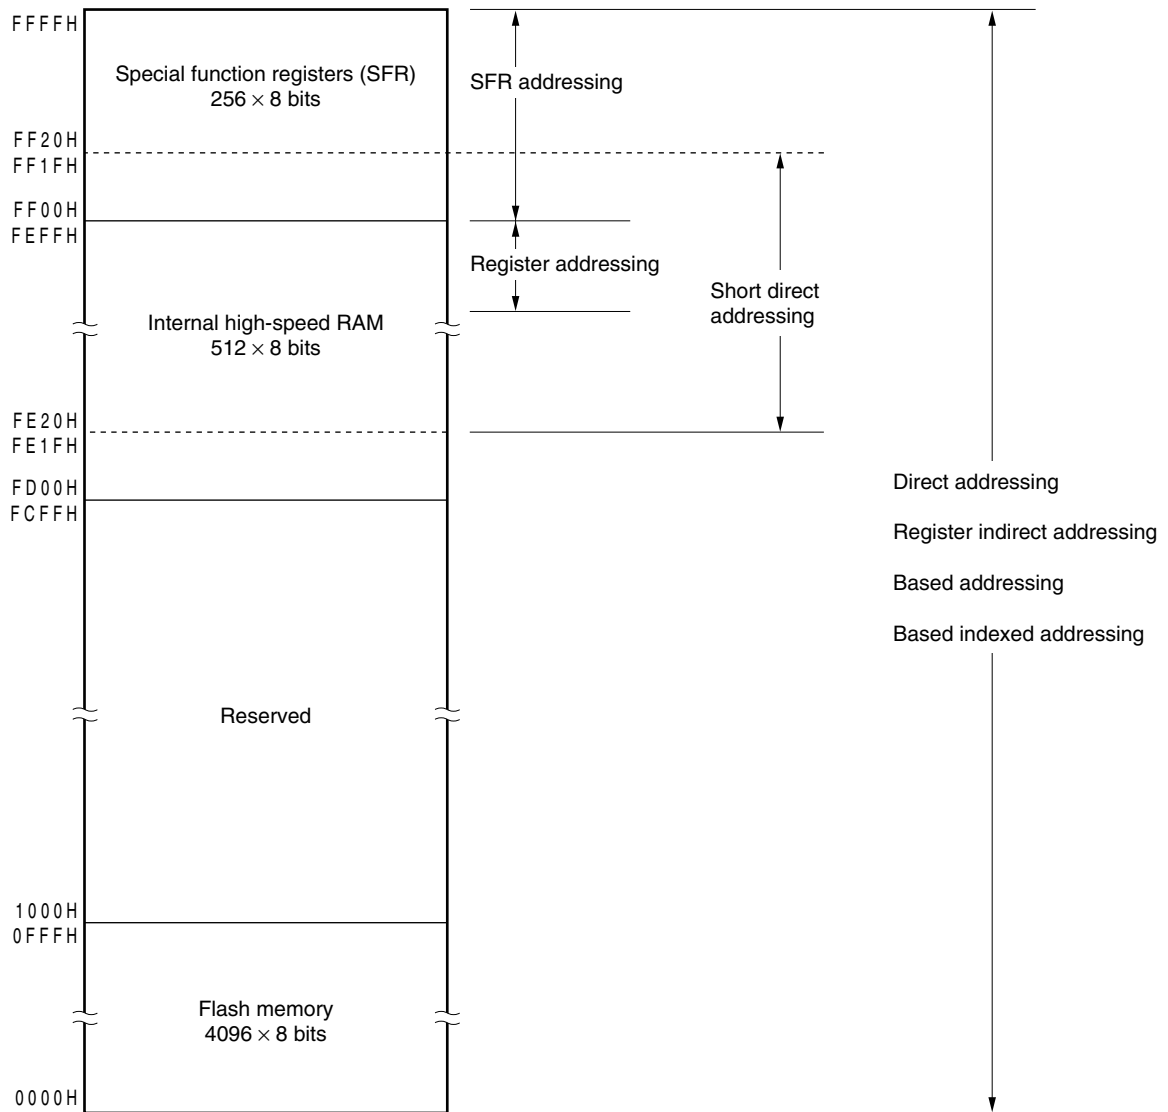 FFFFH
Special function registers (SFR)
256 × 8 bits
SFR addressing
FF20H
FF1FH
FF00H
FEFFH
Register addressing
Short direct
addressing
Internal high-speed RAM
512 × 8 bits
FE20H
FE1FH
FD00H
FCFFH
Direct addressing
Register indirect addressing
Based addressing
Based indexed addressing
Reserved
1000H
0FFFH
Flash memory
4096 × 8 bits
0000H